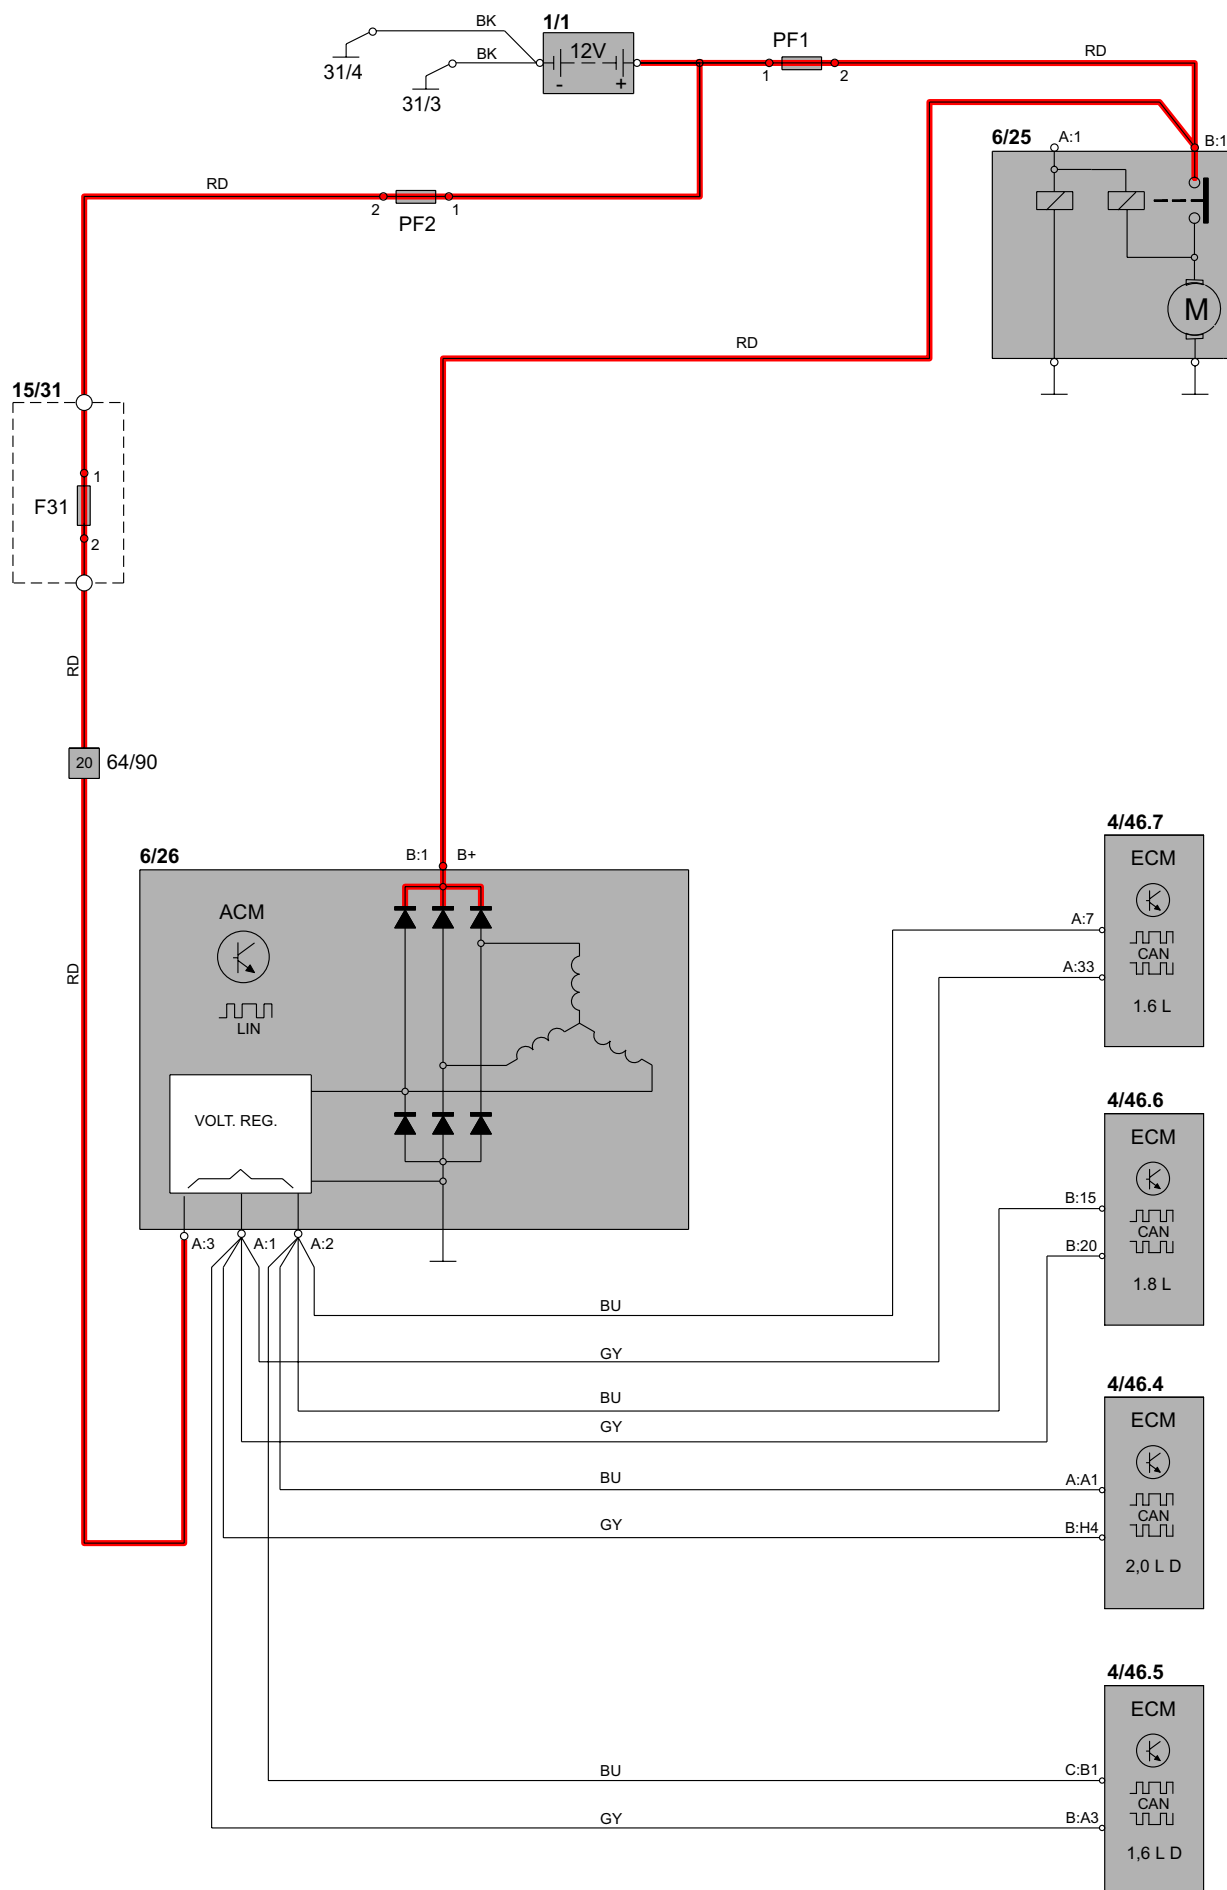 BK
1/1
12V
- +
PF1
RD
1 2
BK
31/4
31/3
6/25
A:1
B:1
RD
2 1
PF2
M
RD
15/31
1
F31
2
RD
20
64/90
RD
6/26
B:1
B+
ACM
LIN
VOLT. REG.
A:3
A:1
A:2
4/46.7
ECM
A:7
CAN
A:33
1.6 L
4/46.6
ECM
B:15
CAN
B:20
1.8 L
BU
GY
BU
GY
4/46.4
ECM
BU
A:A1
CAN
GY
B:H4
2,0 L D
4/46.5
ECM
BU
C:B1
CAN
GY
B:A3
1,6 L D